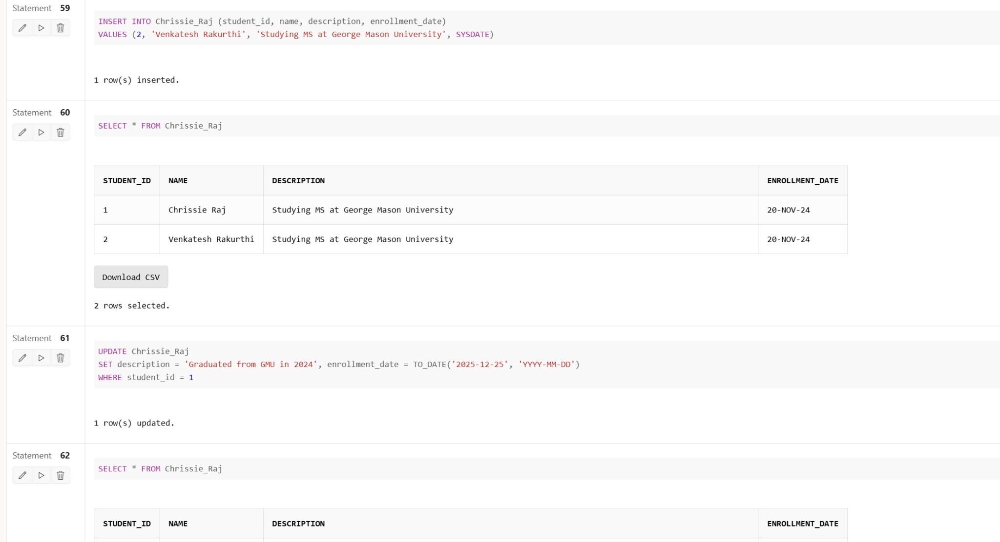 Statement 59
INSERT INTO Chrissie_Raj (student_id, name, description, enrollment_date)
VALUES (2, 'Venkatesh Rakurthi', 'Studying MS at George Mason University', SYSDATE)
1 row(s) inserted.
Statement 60
SELECT * FROM Chrissie_Raj
STUDENT_ID NAME DESCRIPTION ENROLLMENT_DATE
1 Chrissie Raj Studying MS at George Mason University 20-NOV-24
2 Venkatesh Rakurthi Studying MS at George Mason University 20-NOV-24
Download CSV
2 rows selected.
Statement 61
UPDATE Chrissie_Raj
SET description = 'Graduated from GMU in 2024', enrollment_date = TO_DATE('2025-12-25', 'YYYY-MM-DD')
WHERE student_id = 1
1 row(s) updated.
Statement 62
SELECT * FROM Chrissie_Raj
STUDENT_ID NAME DESCRIPTION ENROLLMENT_DATE